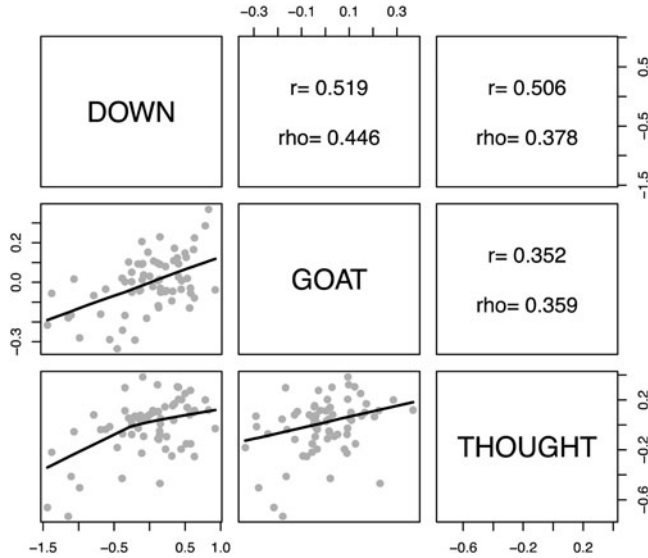 -0.3 -0.1 0.1 0.3
DOWN
r= 0.519
rho= 0.446
r= 0.506
rho= 0.378
-1.5 -0.5 0.5
-0.3 0.0 0.2
GOAT
r= 0.352
rho= 0.359
THOUGHT
-0.6 -0.2 0.2
-1.5 -0.5 0.5 1.0
-0.6 -0.2 0.2